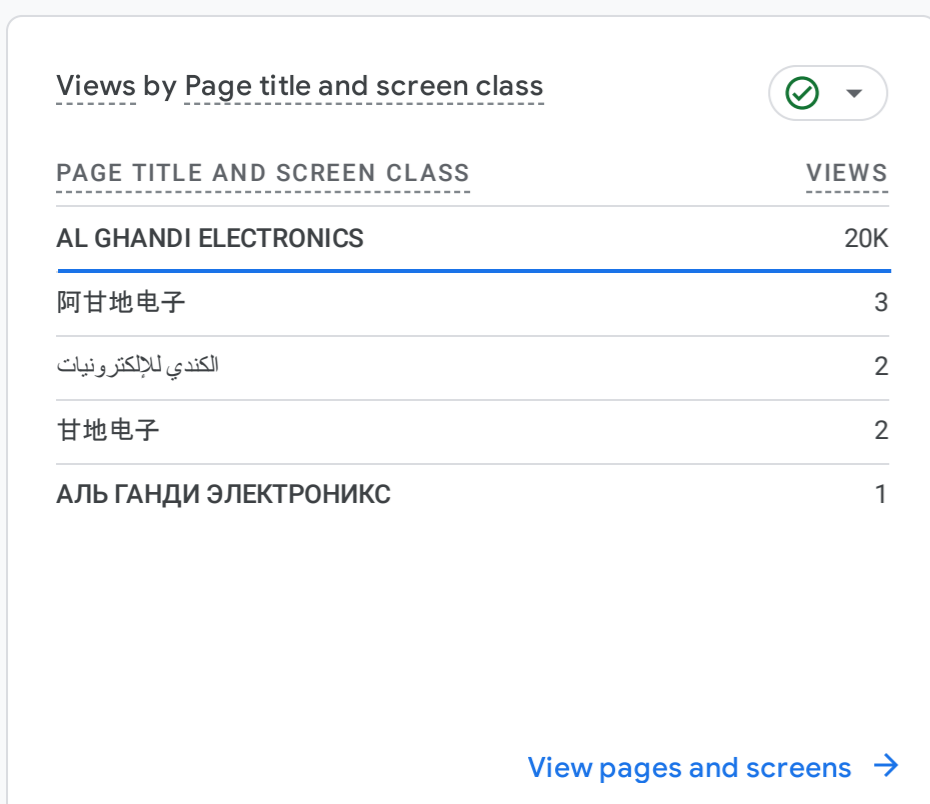 Views by Page title and screen class
PAGE TITLE AND SCREEN CLASS VIEWS
AL GHANDI ELECTRONICS 20K
阿甘地电子 3
الكندي للإلكترونيات 2
甘地电子 2
АЛЬ ГАНДИ ЭЛЕКТРОНИКС 1
View pages and screens